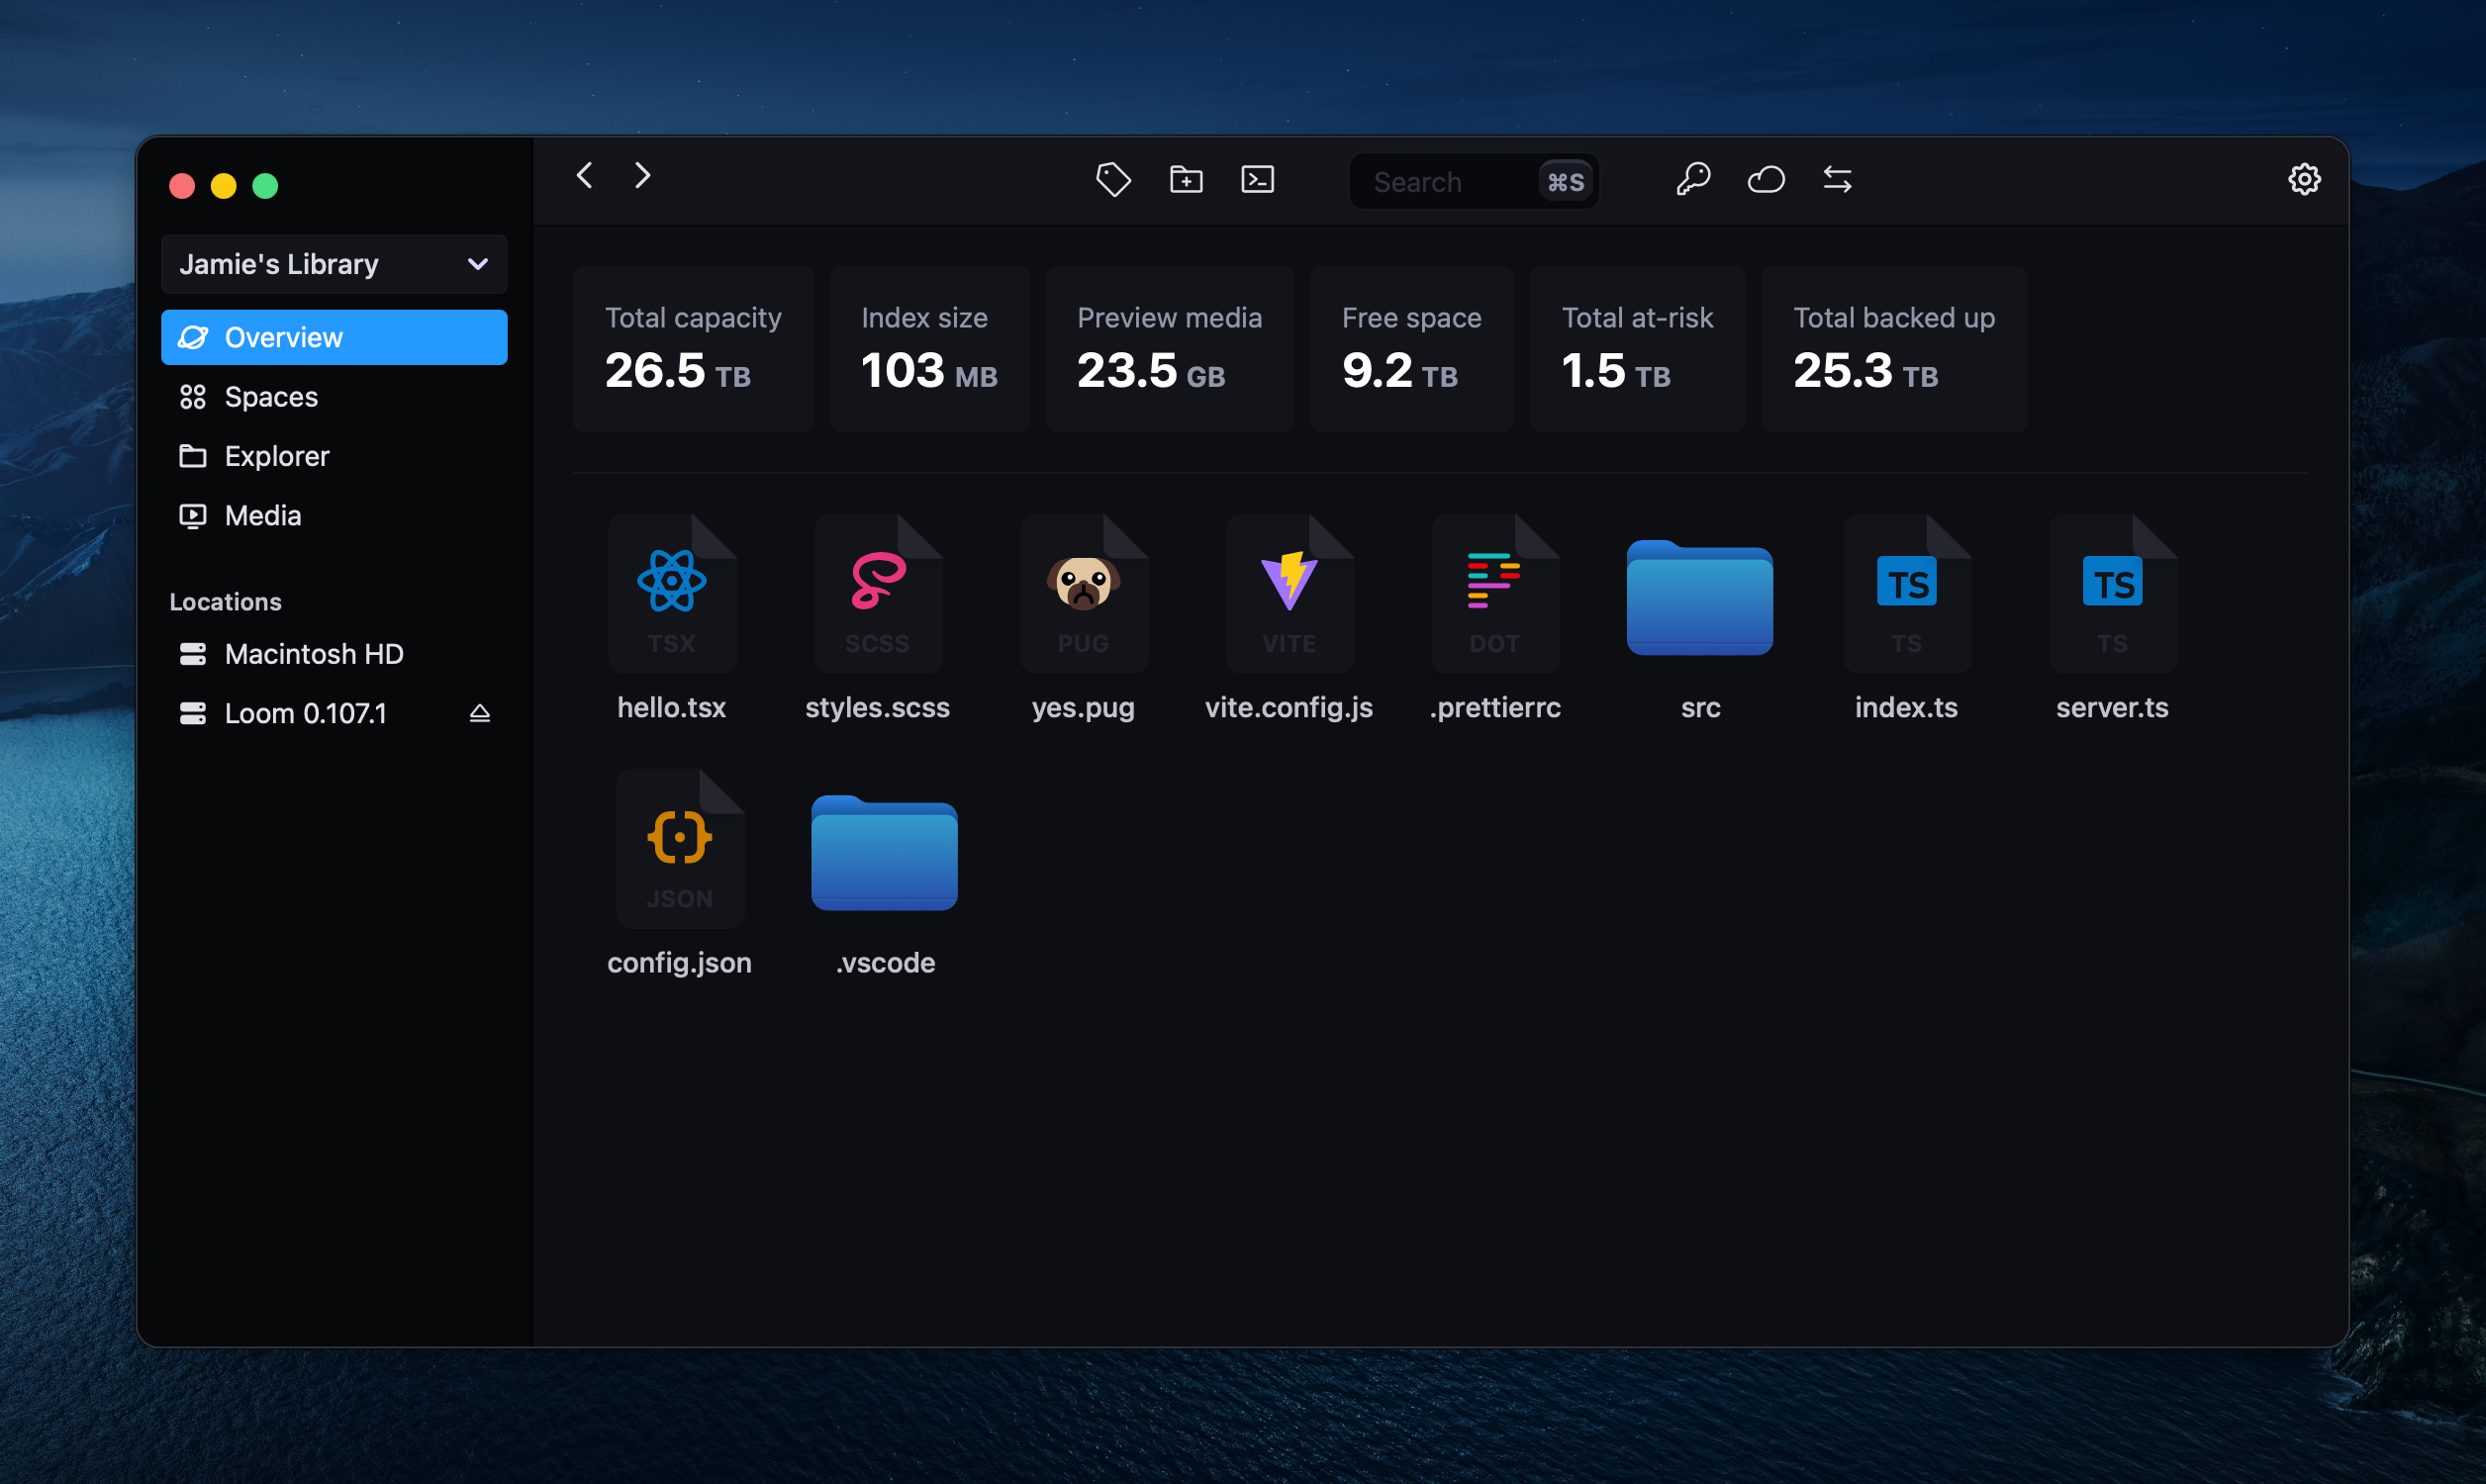 Search ⌘S
Jamie's Library
Overview
Spaces
Explorer
Media
Locations
Macintosh HD
Loom 0.107.1
Total capacity
26.5 TB
Index size
103 MB
Preview media
23.5 GB
Free space
9.2 TB
Total at-risk
1.5 TB
Total backed up
25.3 TB
TSX
hello.tsx
SCSS
styles.scss
PUG
yes.pug
VITE
vite.config.js
DOT
.prettierrc
src
TS
TS
index.ts
TS
TS
server.ts
JSON
config.json
.vscode